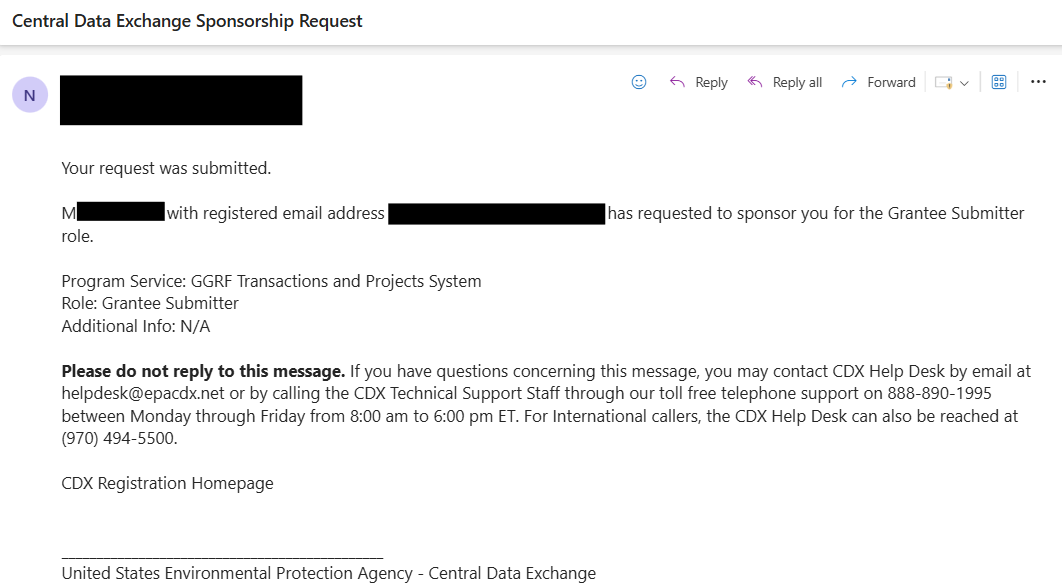 Central Data Exchange Sponsorship Request
N
Reply
Reply all
Forward
Your request was submitted.
M with registered email address has requested to sponsor you for the Grantee Submitter
role.
Program Service: GGRF Transactions and Projects System
Role: Grantee Submitter
Additional Info: N/A
Please do not reply to this message. If you have questions concerning this message, you may contact CDX Help Desk by email at
helpdesk@epacdx.net or by calling the CDX Technical Support Staff through our toll free telephone support on 888-890-1995
between Monday through Friday from 8:00 am to 6:00 pm ET. For International callers, the CDX Help Desk can also be reached at
(970) 494-5500.
CDX Registration Homepage
United States Environmental Protection Agency - Central Data Exchange